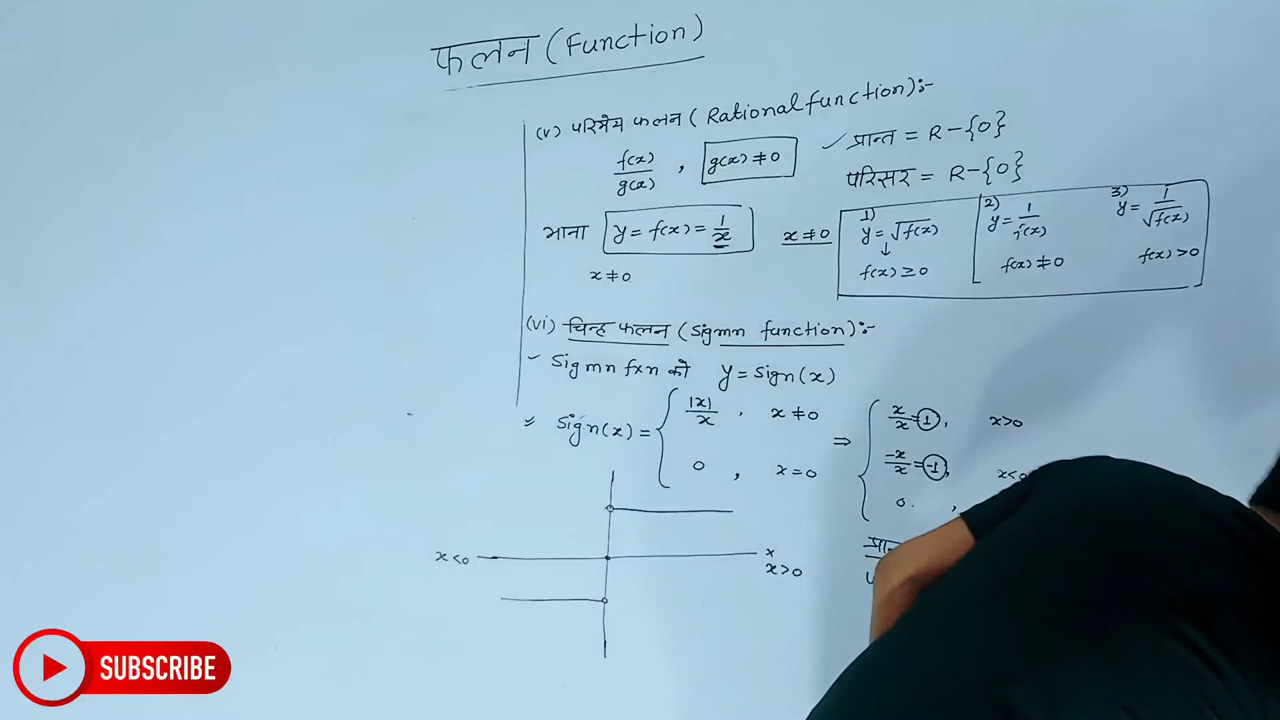 फलन (Function)
(v) परिमेय फलन (Rational function):-
f(x)/g(x) , g(x) ≠ 0
✓ प्रान्त = R-{0}
परिसर = R-{0}
माना y = f(x) = 1/x x ≠ 0
x ≠ 0.
1) y = √f(x)
↓
f(x) ≥ 0
2) y = 1/f(x)
f(x) ≠ 0
3) y = 1/√f(x)
f(x) > 0
(vi) चिन्ह फलन (Sigmn function):-
Sigmn fxn को y = Sign(x)
Sign(x) = { |x|/x , x ≠ 0 ⇒ { x/x = 1, x>0
-x/x = -1, x<0
0 , x = 0
0. ,
x<0
x
x>0
SUBSCRIBE